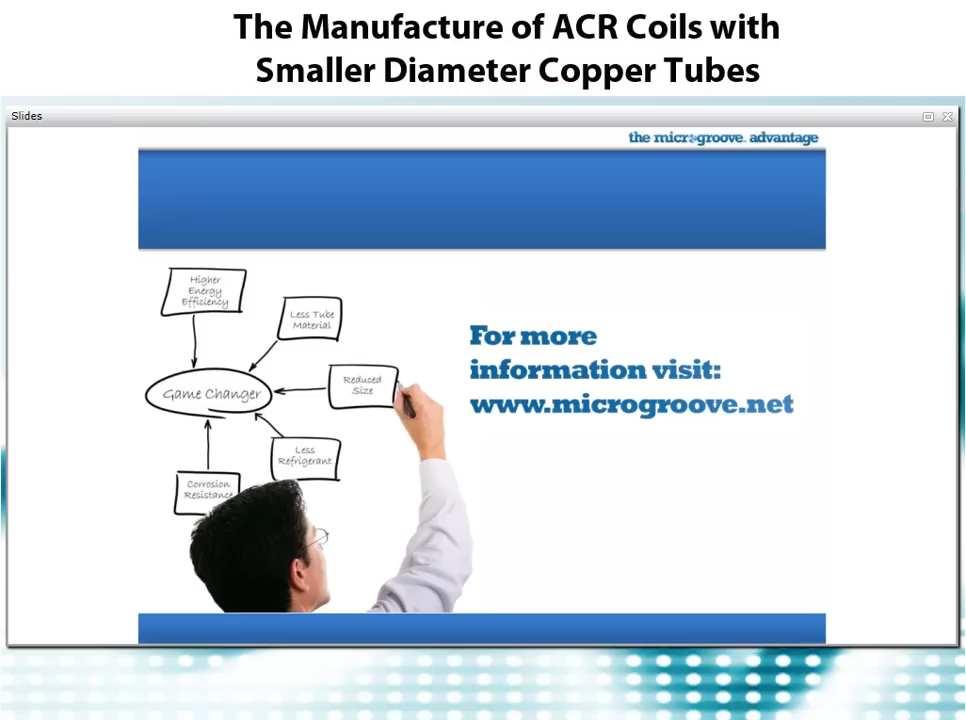 The Manufacture of ACR Coils with
Smaller Diameter Copper Tubes
Slides
the microgroove™ advantage
Higher
Energy
Efficiency
Less Tube
Material
Game Changer
Reduced
Size
Less
Refrigerant
Corrosion
Resistance
For more
information visit:
www.microgroove.net